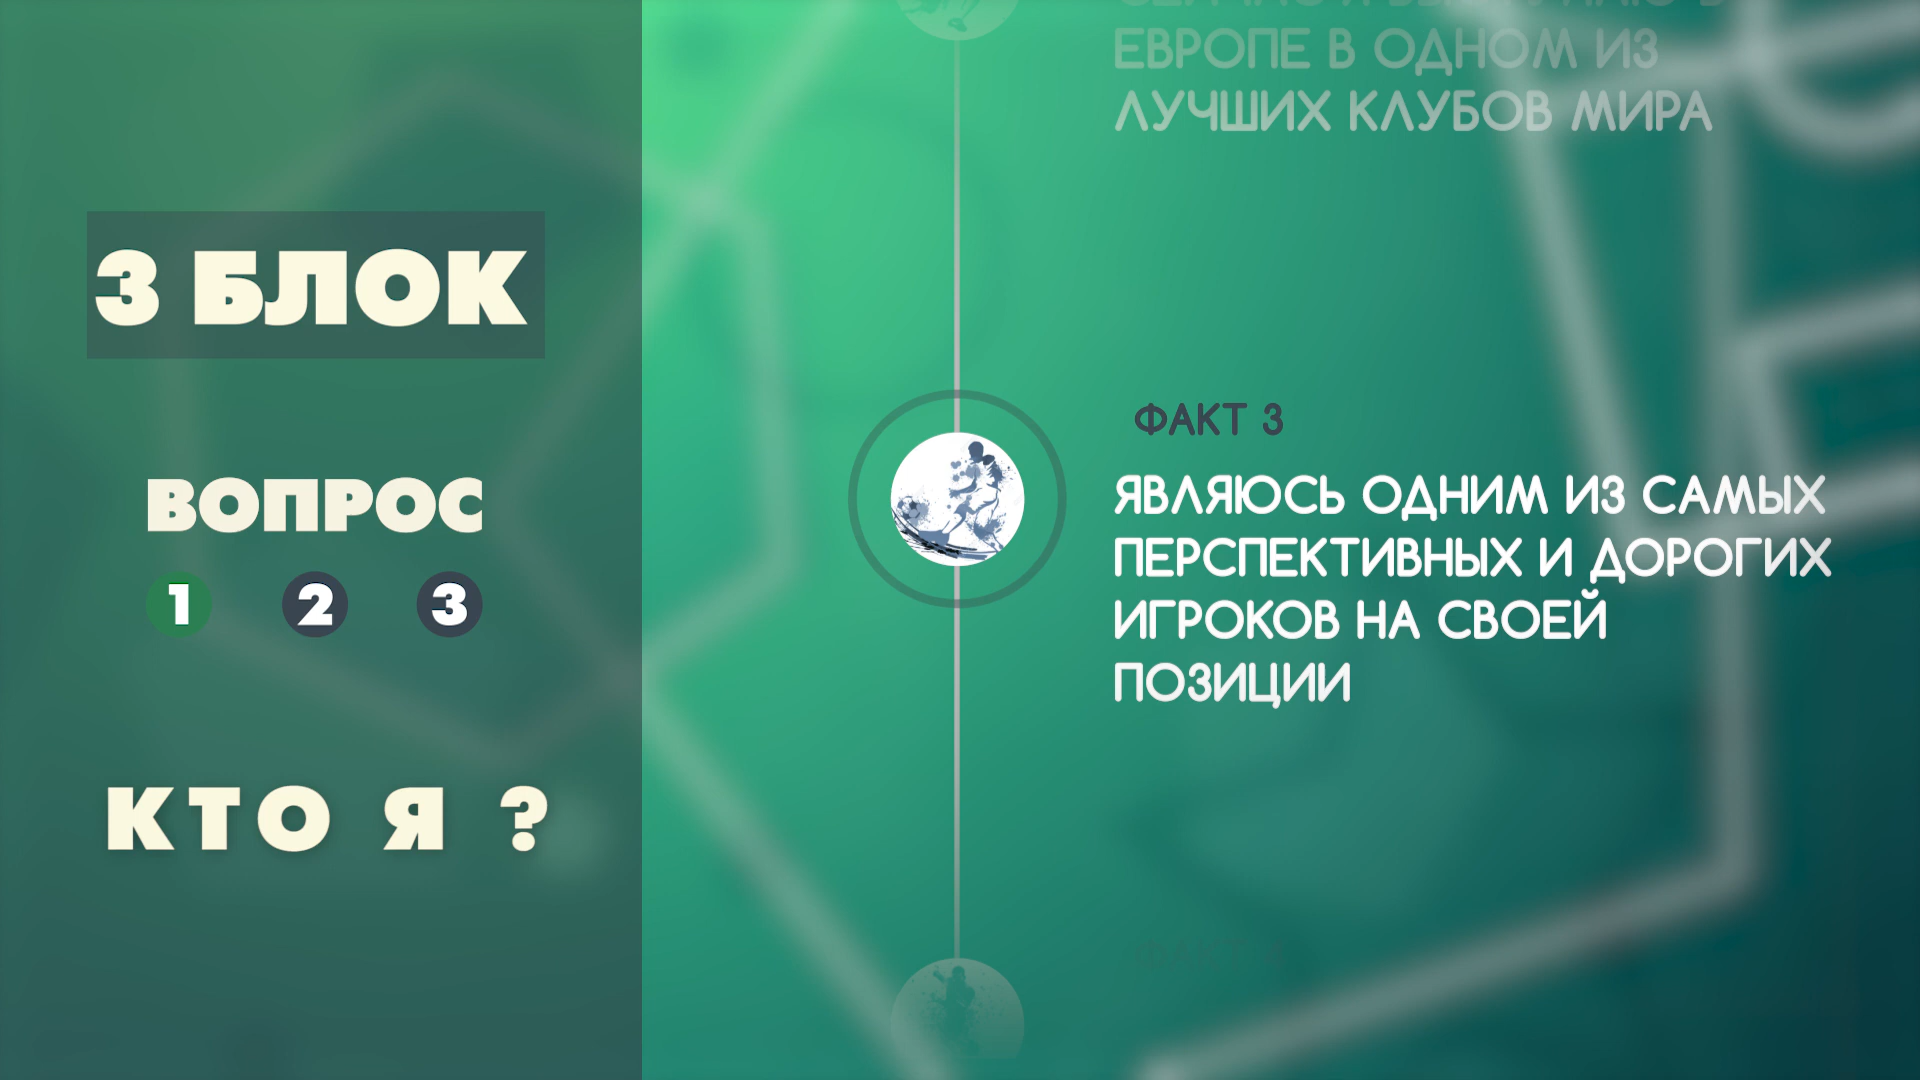 3 БЛОК
ВОПРОС
1 2 3
КТО Я ?
ЕВРОПЕ В ОДНОМ ИЗ
ЛУЧШИХ КЛУБОВ МИРА
ФАКТ 3
ЯВЛЯЮСЬ ОДНИМ ИЗ САМЫХ
ПЕРСПЕКТИВНЫХ И ДОРОГИХ
ИГРОКОВ НА СВОЕЙ
ПОЗИЦИИ